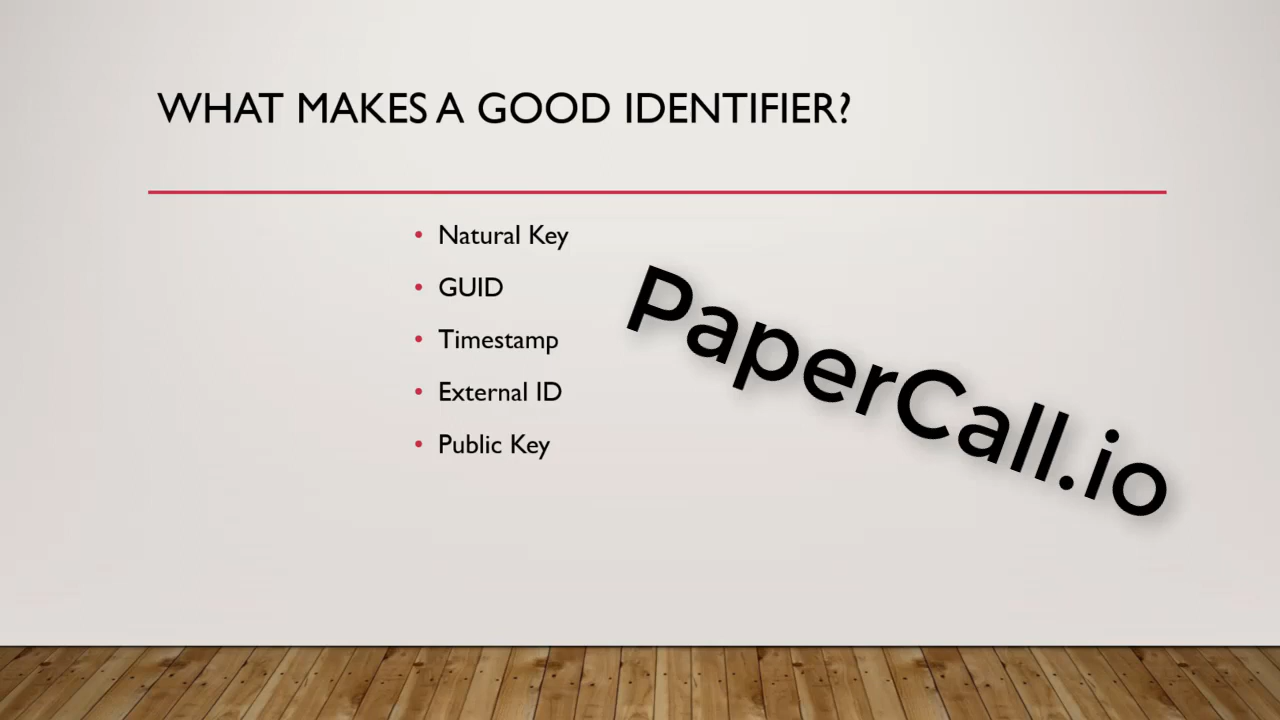 WHAT MAKES A GOOD IDENTIFIER?
• Natural Key
• GUID
• Timestamp
• External ID
• Public Key
PaperCall.io